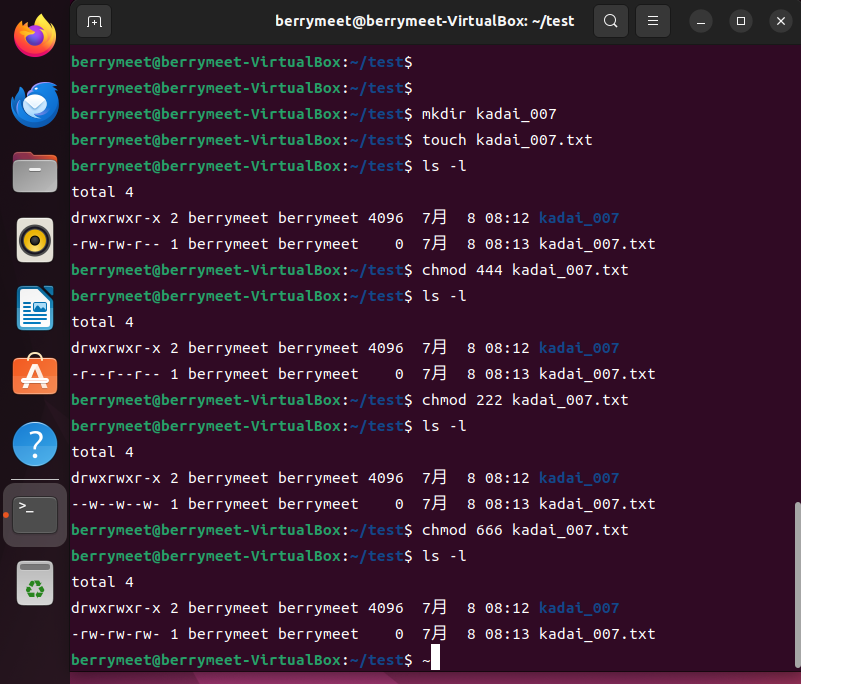 berrymeet@berrymeet-VirtualBox: ~/test
berrymeet@berrymeet-VirtualBox:~/test$
berrymeet@berrymeet-VirtualBox:~/test$
berrymeet@berrymeet-VirtualBox:~/test$ mkdir kadai_007
berrymeet@berrymeet-VirtualBox:~/test$ touch kadai_007.txt
berrymeet@berrymeet-VirtualBox:~/test$ ls -l
total 4
drwxrwxr-x 2 berrymeet berrymeet 4096  7月  8 08:12 kadai_007
-rw-rw-r-- 1 berrymeet berrymeet    0  7月  8 08:13 kadai_007.txt
berrymeet@berrymeet-VirtualBox:~/test$ chmod 444 kadai_007.txt
berrymeet@berrymeet-VirtualBox:~/test$ ls -l
total 4
drwxrwxr-x 2 berrymeet berrymeet 4096  7月  8 08:12 kadai_007
-r--r--r-- 1 berrymeet berrymeet    0  7月  8 08:13 kadai_007.txt
berrymeet@berrymeet-VirtualBox:~/test$ chmod 222 kadai_007.txt
berrymeet@berrymeet-VirtualBox:~/test$ ls -l
total 4
drwxrwxr-x 2 berrymeet berrymeet 4096  7月  8 08:12 kadai_007
--w--w--w- 1 berrymeet berrymeet    0  7月  8 08:13 kadai_007.txt
berrymeet@berrymeet-VirtualBox:~/test$ chmod 666 kadai_007.txt
berrymeet@berrymeet-VirtualBox:~/test$ ls -l
total 4
drwxrwxr-x 2 berrymeet berrymeet 4096  7月  8 08:12 kadai_007
-rw-rw-rw- 1 berrymeet berrymeet    0  7月  8 08:13 kadai_007.txt
berrymeet@berrymeet-VirtualBox:~/test$ ~